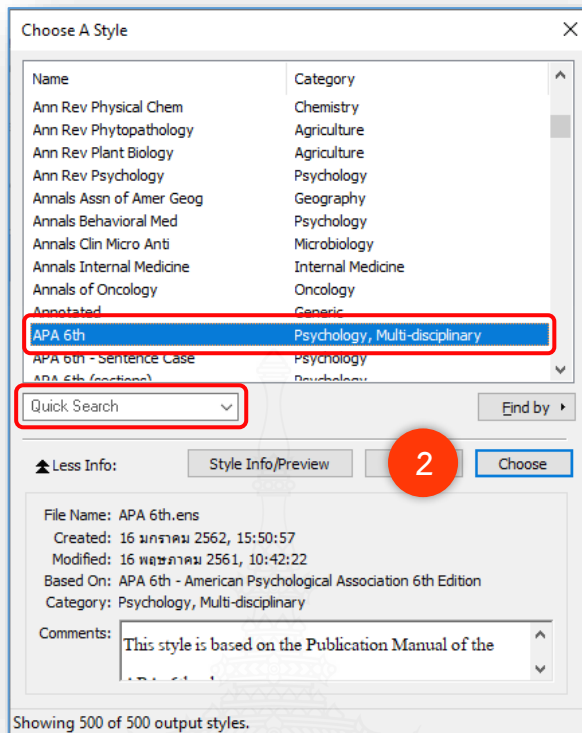 Choose A Style
Name Category
Ann Rev Physical Chem Chemistry
Ann Rev Phytopathology Agriculture
Ann Rev Plant Biology Agriculture
Ann Rev Psychology Psychology
Annals Assn of Amer Geog Geography
Annals Behavioral Med Psychology
Annals Clin Micro Anti Microbiology
Annals Internal Medicine Internal Medicine
Annals of Oncology Oncology
Annotated Generic
APA 6th Psychology, Multi-disciplinary
APA 6th - Sentence Case Psychology
APA 6th (sections) Psychology
Quick Search Find by
Less Info: Style Info/Preview 2 Choose
File Name: APA 6th.ens
Created: 16 มกราคม 2562, 15:50:57
Modified: 16 พฤษภาคม 2561, 10:42:22
Based On: APA 6th - American Psychological Association 6th Edition
Category: Psychology, Multi-disciplinary
Comments: This style is based on the Publication Manual of the
Showing 500 of 500 output styles.